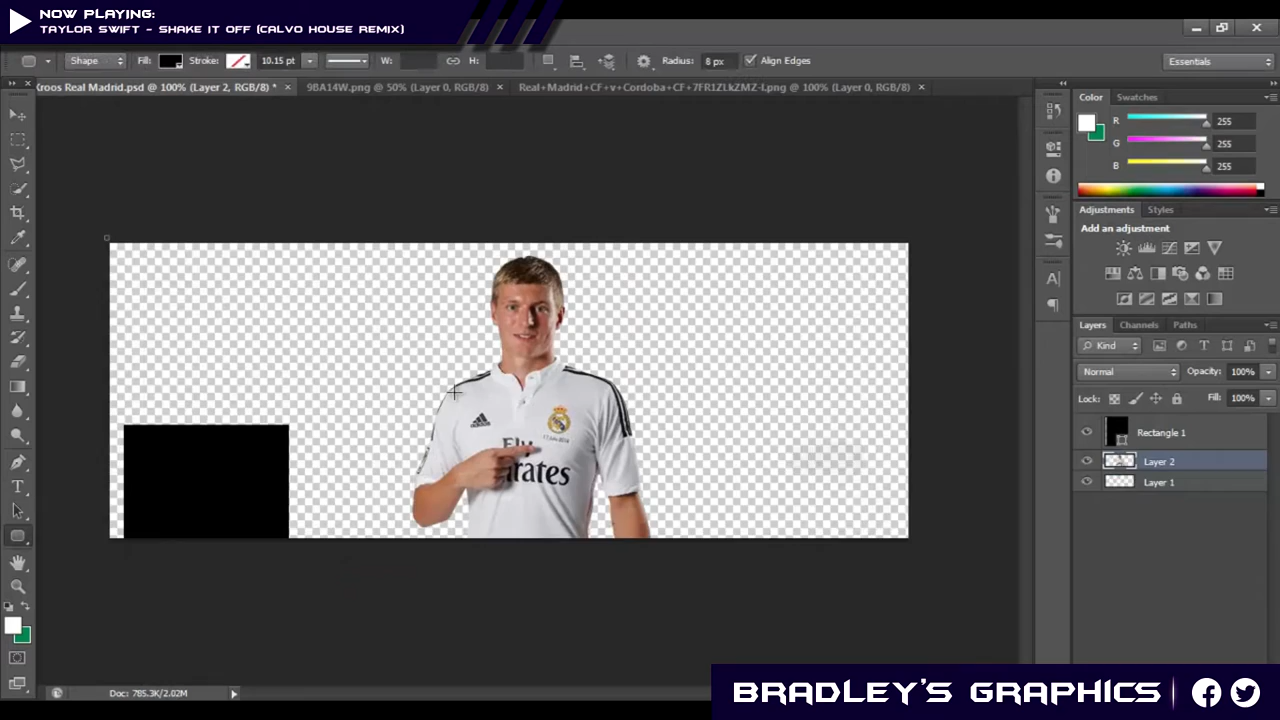 NOW PLAYING:
TAYLOR SWIFT - SHAKE IT OFF (CALVO HOUSE REMIX)
Shape Fill: Stroke: 10.15 pt W: H: Radius: 8 px Align Edges Essentials
Kroos Real Madrid.psd @ 100% (Layer 2, RGB/8) * × 9BA14W.png @ 50% (Layer 0, RGB/8) × Real+Madrid+CF+v+Cordoba+CF+7FR1ZLkZMZ-l.png @ 100% (Layer 0, RGB/8) ×
Color Swatches
R 255
G 255
B 255
Adjustments Styles
Add an adjustment
Layers Channels Paths
Kind
Normal Opacity: 100%
Lock: Fill: 100%
Rectangle 1
Layer 2
Layer 1
Fly
Emirates
Doc: 785.3K/2.02M
BRADLEY'S GRAPHICS